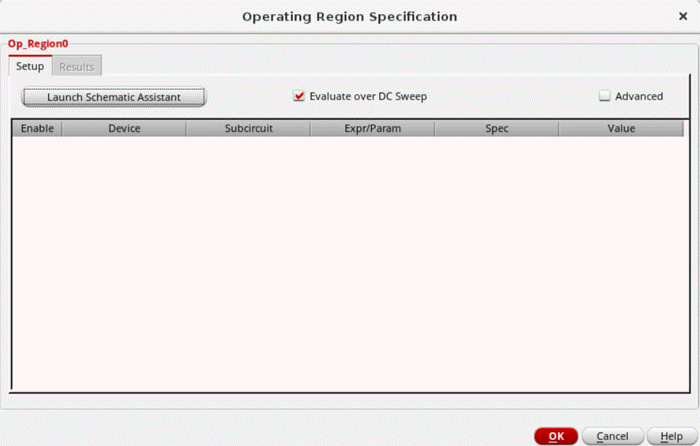 Operating Region Specification
Op_Region0
Setup Results
Launch Schematic Assistant Evaluate over DC Sweep Advanced
Enable Device Subcircuit Expr/Param Spec Value
OK Cancel Help